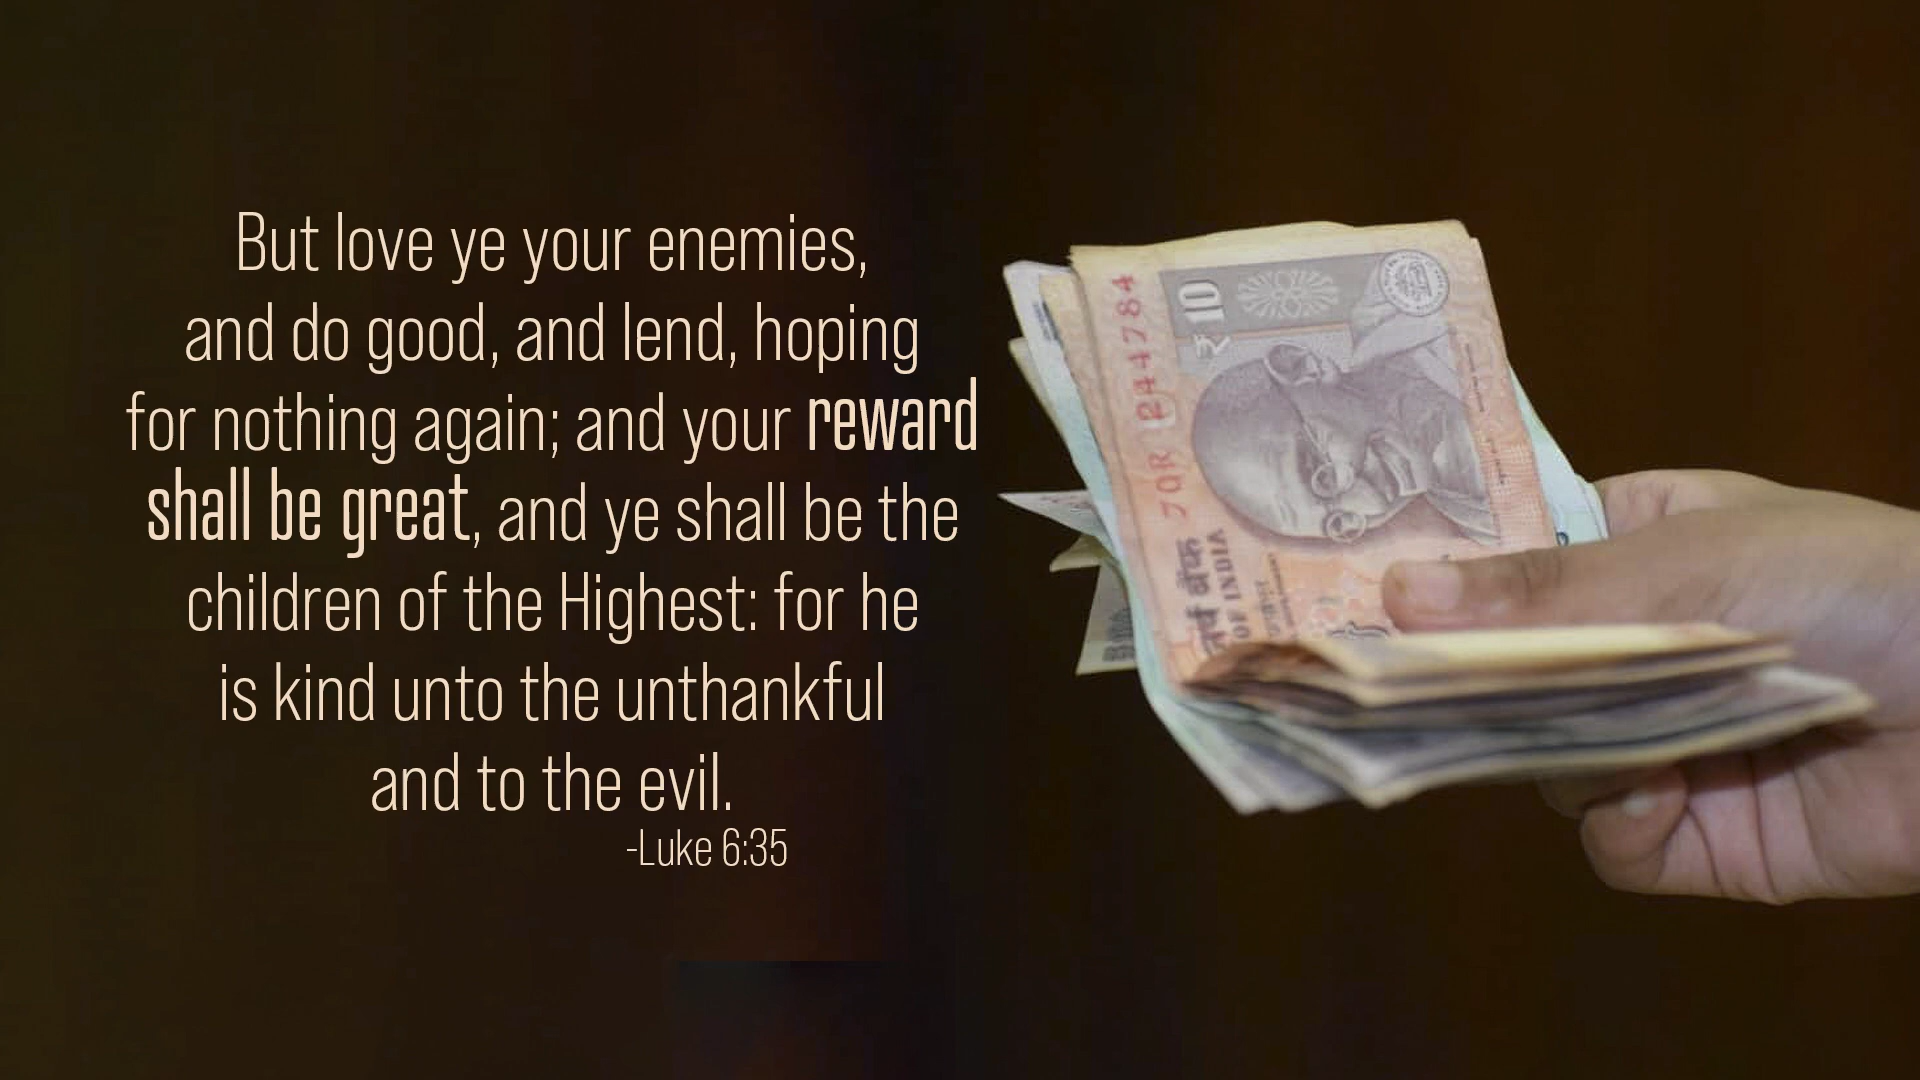 But love ye your enemies,
and do good, and lend, hoping
for nothing again; and your reward
shall be great, and ye shall be the
children of the Highest: for he
is kind unto the unthankful
and to the evil.
-Luke 6:35
₹10
70R 244784
OF INDIA